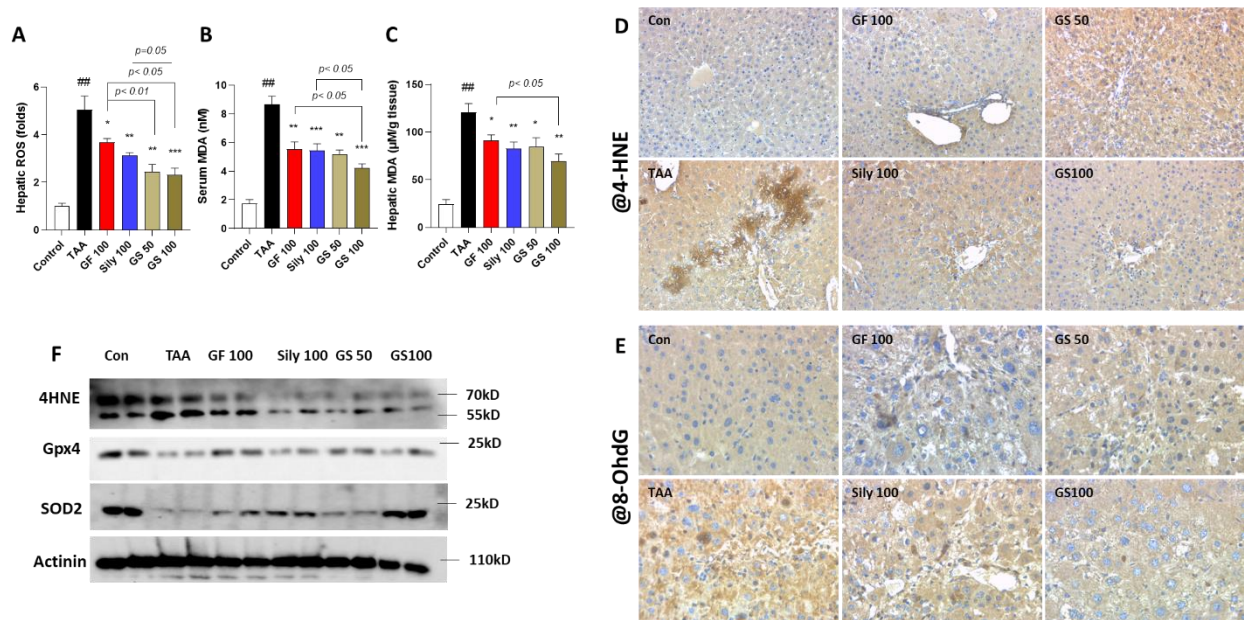 A
p=0.05
p< 0.05
p< 0.01
##
*
**
**
***
Hepatic ROS (folds)
8
6
4
2
0
Control
TAA
GF 100
Sily 100
GS 50
GS 100
B
p< 0.05
p< 0.05
##
**
***
**
***
Serum MDA (nM)
10
8
6
4
2
0
Control
TAA
GF 100
Sily 100
GS 50
GS 100
C
p< 0.05
##
*
**
*
**
Hepatic MDA (µM/g tissue)
150
100
50
0
Control
TAA
GF 100
Sily 100
GS 50
GS 100
D
@4-HNE
Con
GF 100
GS 50
TAA
Sily 100
GS100
E
@8-OhdG
Con
GF 100
GS 50
TAA
Sily 100
GS100
F
Con TAA GF 100 Sily 100 GS 50 GS100
4HNE
70kD
55kD
Gpx4
25kD
SOD2
25kD
Actinin
110kD